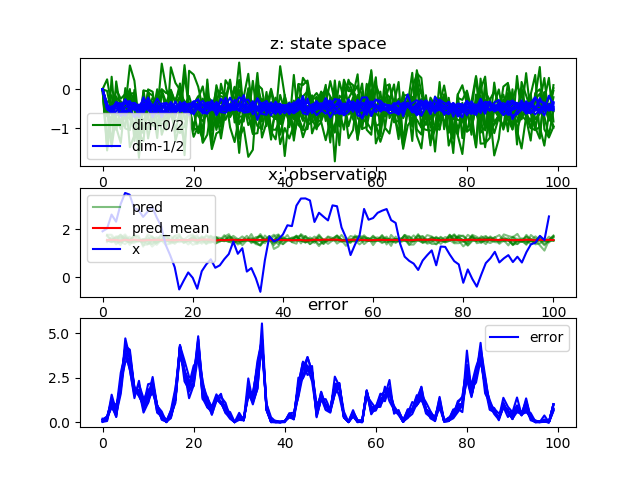 z: state space
0
−1
dim-0/2
dim-1/2
0 20 40 60 80 100
x: observation
2
0
pred
pred_mean
x
0 20 40 60 80 100
error
5.0
2.5
0.0
error
0 20 40 60 80 100